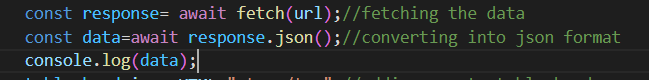 const response= await fetch(url);//fetching the data
const data=await response.json();//converting into json format
console.log(data);